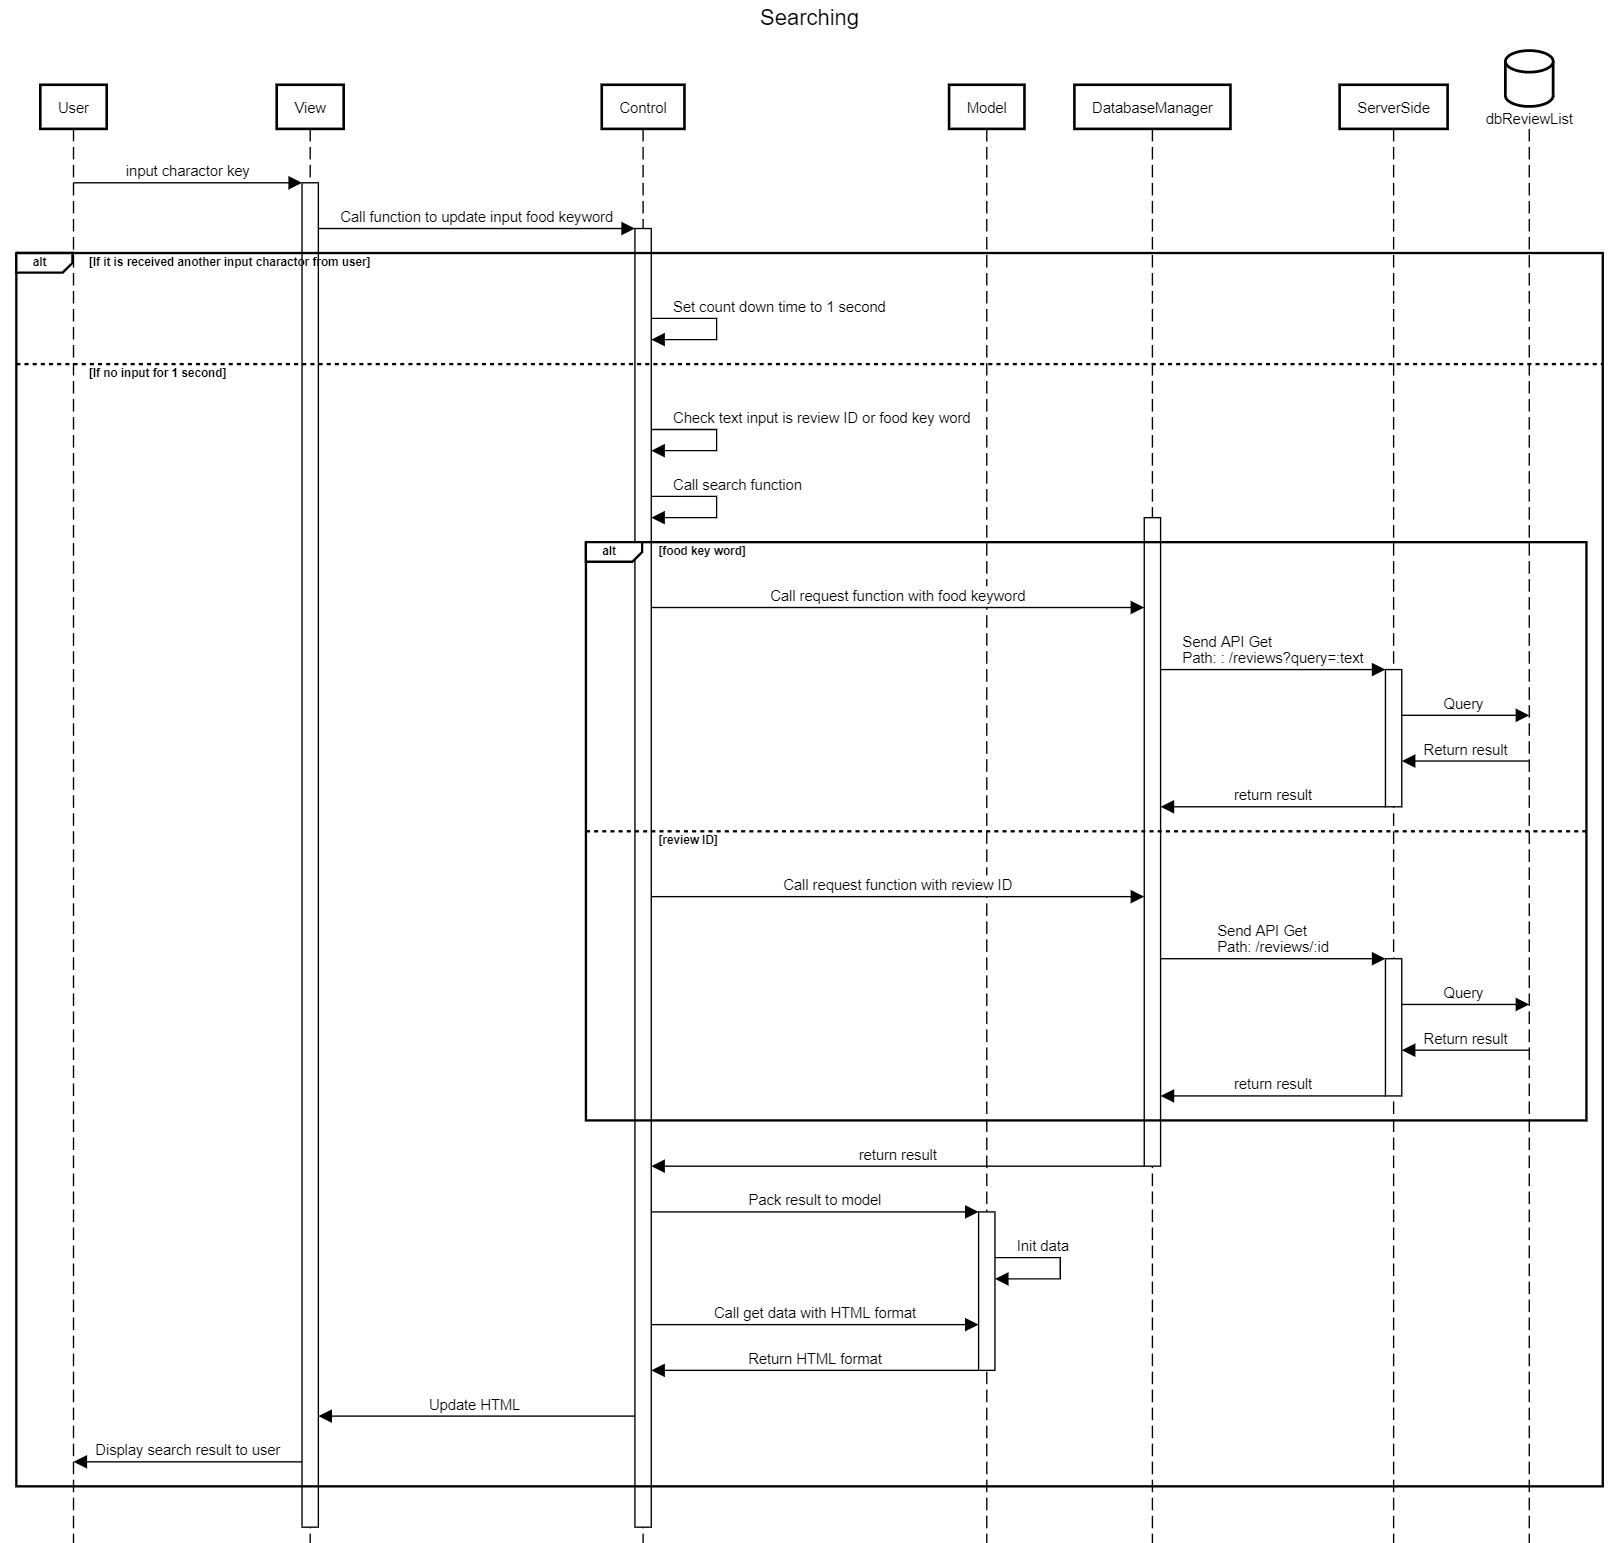 Searching
User
View
Control
Model
DatabaseManager
ServerSide
dbReviewList
input charactor key
Call function to update input food keyword
alt
[If it is received another input charactor from user]
Set count down time to 1 second
[If no input for 1 second]
Check text input is review ID or food key word
Call search function
alt
[food key word]
Call request function with food keyword
Send API Get
Path: : /reviews?query=:text
Query
Return result
return result
[review ID]
Call request function with review ID
Send API Get
Path: /reviews/:id
Query
Return result
return result
return result
Pack result to model
Init data
Call get data with HTML format
Return HTML format
Update HTML
Display search result to user